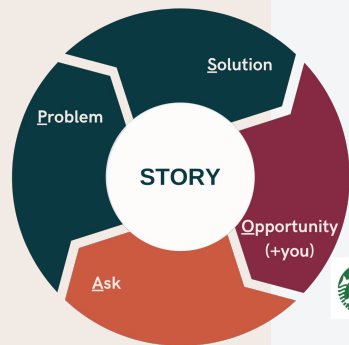 Solution
Problem
STORY
Opportunity
(+you)
Ask